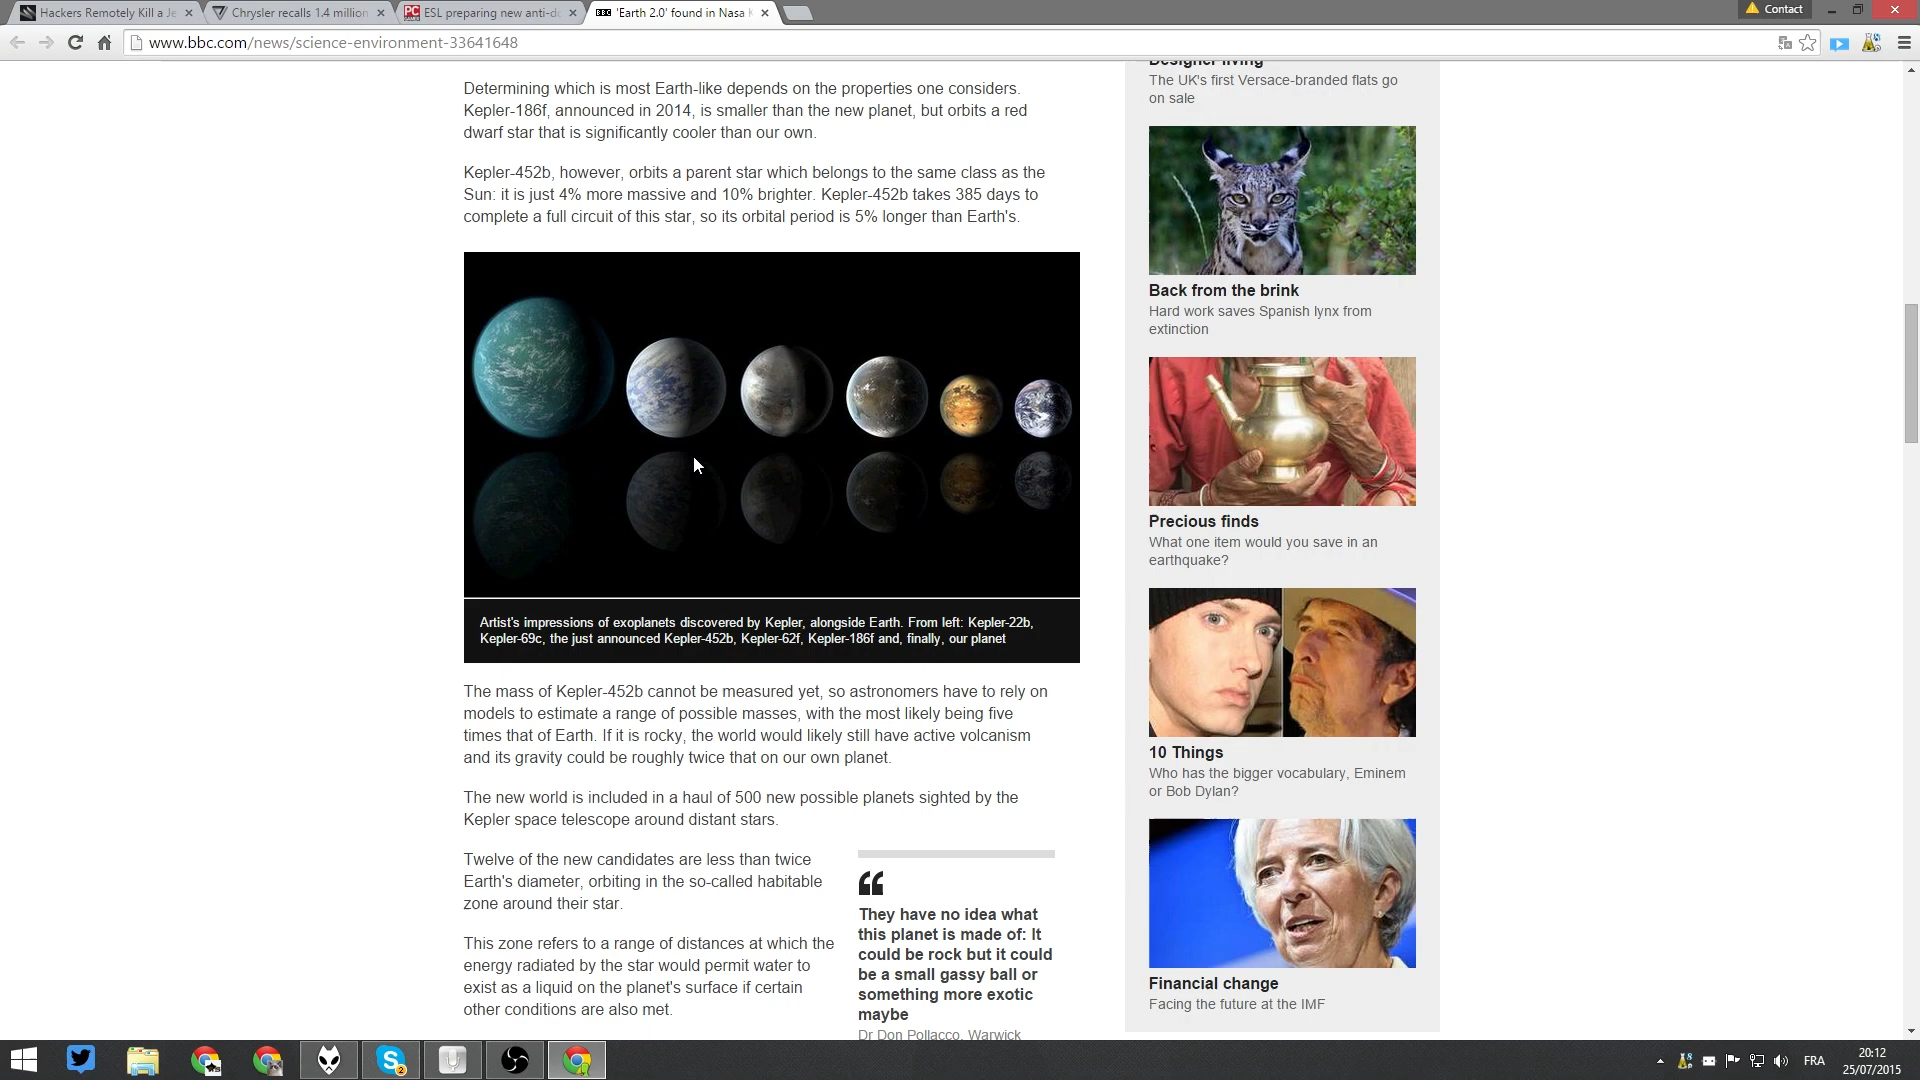 Hackers Remotely Kill a Je
Chrysler recalls 1.4 million
ESL preparing new anti-do
'Earth 2.0' found in Nasa K
Contact
www.bbc.com/news/science-environment-33641648
Determining which is most Earth-like depends on the properties one considers.
Kepler-186f, announced in 2014, is smaller than the new planet, but orbits a red
dwarf star that is significantly cooler than our own.
Kepler-452b, however, orbits a parent star which belongs to the same class as the
Sun: it is just 4% more massive and 10% brighter. Kepler-452b takes 385 days to
complete a full circuit of this star, so its orbital period is 5% longer than Earth's.
Artist's impressions of exoplanets discovered by Kepler, alongside Earth. From left: Kepler-22b,
Kepler-69c, the just announced Kepler-452b, Kepler-62f, Kepler-186f and, finally, our planet
The mass of Kepler-452b cannot be measured yet, so astronomers have to rely on
models to estimate a range of possible masses, with the most likely being five
times that of Earth. If it is rocky, the world would likely still have active volcanism
and its gravity could be roughly twice that on our own planet.
The new world is included in a haul of 500 new possible planets sighted by the
Kepler space telescope around distant stars.
Twelve of the new candidates are less than twice
Earth's diameter, orbiting in the so-called habitable
zone around their star.
This zone refers to a range of distances at which the
energy radiated by the star would permit water to
exist as a liquid on the planet's surface if certain
other conditions are also met.
They have no idea what
this planet is made of: It
could be rock but it could
be a small gassy ball or
something more exotic
maybe
Dr Don Pollacco, Warwick
Designer living
The UK's first Versace-branded flats go
on sale
Back from the brink
Hard work saves Spanish lynx from
extinction
Precious finds
What one item would you save in an
earthquake?
10 Things
Who has the bigger vocabulary, Eminem
or Bob Dylan?
Financial change
Facing the future at the IMF
FRA
20:12
25/07/2015